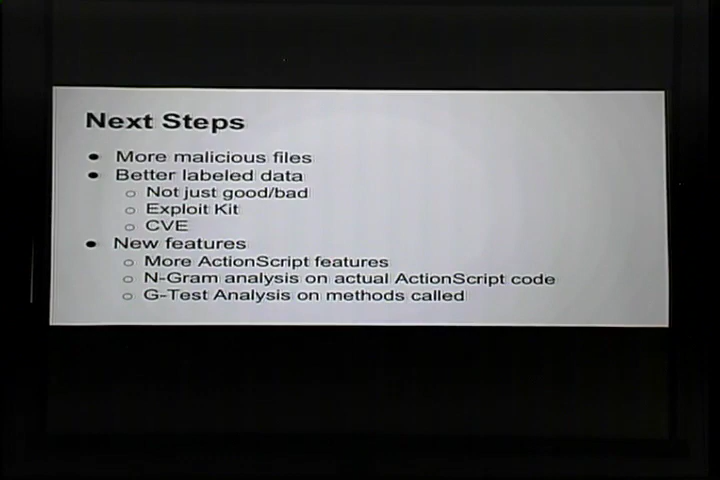 Next Steps
● More malicious files
● Better labeled data
○ Not just good/bad
○ Exploit Kit
○ CVE
● New features
○ More ActionScript features
○ N-Gram analysis on actual ActionScript code
○ G-Test Analysis on methods called